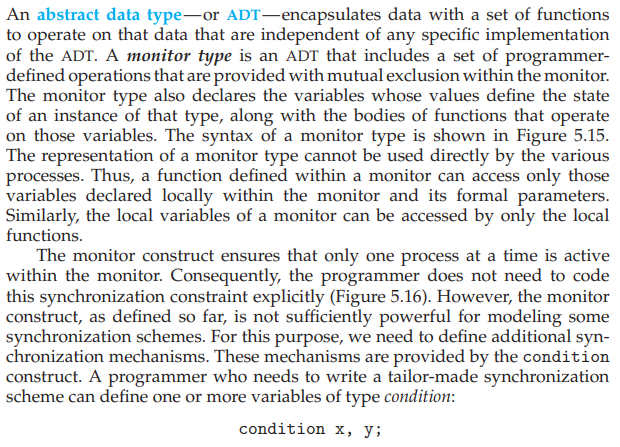 An abstract data type—or ADT—encapsulates data with a set of functions
to operate on that data that are independent of any specific implementation
of the ADT. A monitor type is an ADT that includes a set of programmer-
defined operations that are provided with mutual exclusion within the monitor.
The monitor type also declares the variables whose values define the state
of an instance of that type, along with the bodies of functions that operate
on those variables. The syntax of a monitor type is shown in Figure 5.15.
The representation of a monitor type cannot be used directly by the various
processes. Thus, a function defined within a monitor can access only those
variables declared locally within the monitor and its formal parameters.
Similarly, the local variables of a monitor can be accessed by only the local
functions.
The monitor construct ensures that only one process at a time is active
within the monitor. Consequently, the programmer does not need to code
this synchronization constraint explicitly (Figure 5.16). However, the monitor
construct, as defined so far, is not sufficiently powerful for modeling some
synchronization schemes. For this purpose, we need to define additional syn-
chronization mechanisms. These mechanisms are provided by the condition
construct. A programmer who needs to write a tailor-made synchronization
scheme can define one or more variables of type condition:
condition x, y;